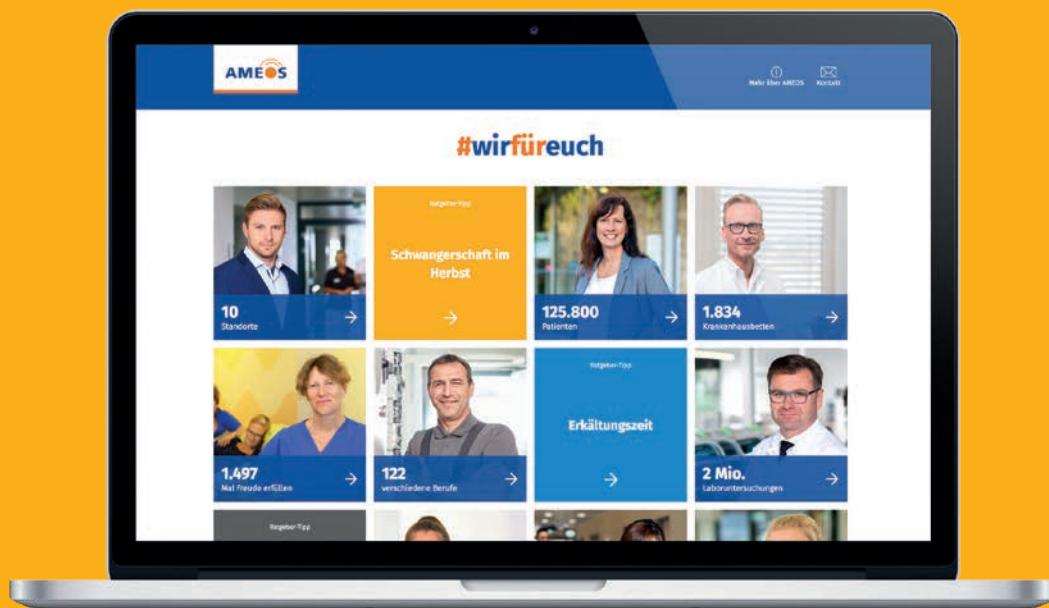 AMEOS
Mehr über AMEOS
Kontakt
#wirfüreuch
10
Standorte
Ratgeber-Tipp
Schwangerschaft im
Herbst
125.800
Patienten
1.834
Krankenhausbetten
1.497
Mal Freude erfüllen
122
verschiedene Berufe
Ratgeber-Tipp
Erkältungszeit
2 Mio.
Laboruntersuchungen
Ratgeber-Tipp